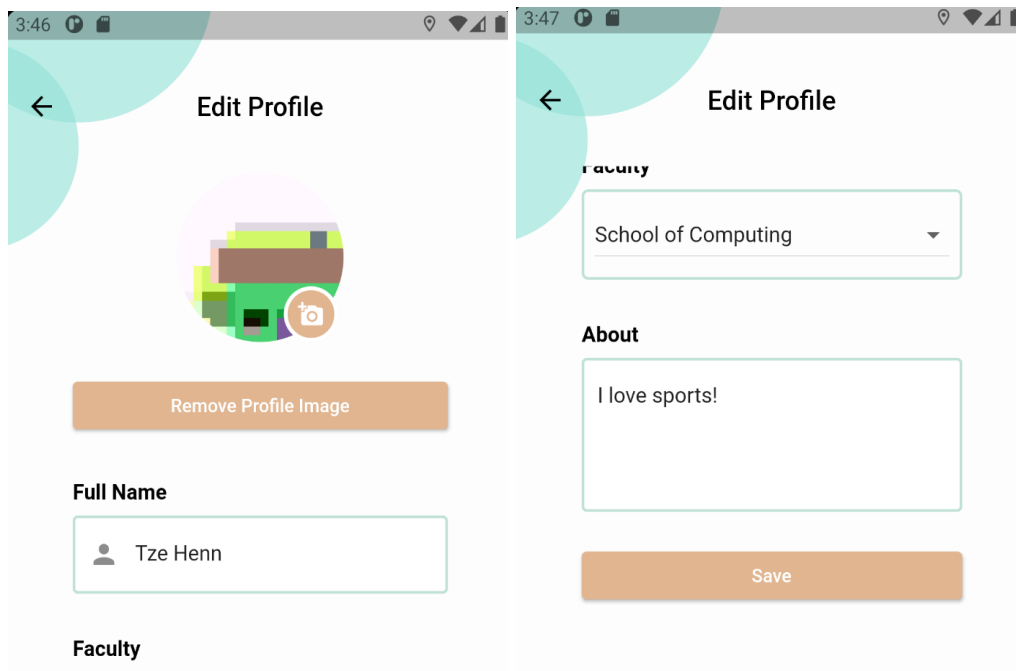 3:46
Edit Profile
Remove Profile Image
Full Name
Tze Henn
Faculty
3:47
Edit Profile
Faculty
School of Computing
About
I love sports!
Save